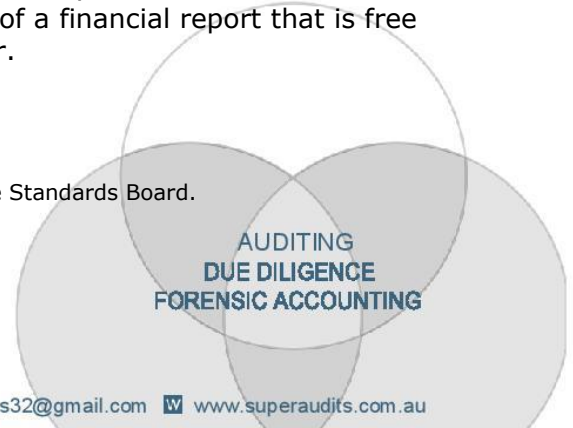 of a financial report that is free
r.
e Standards Board.
AUDITING
DUE DILIGENCE
FORENSIC ACCOUNTING
s32@gmail.com W www.superaudits.com.au